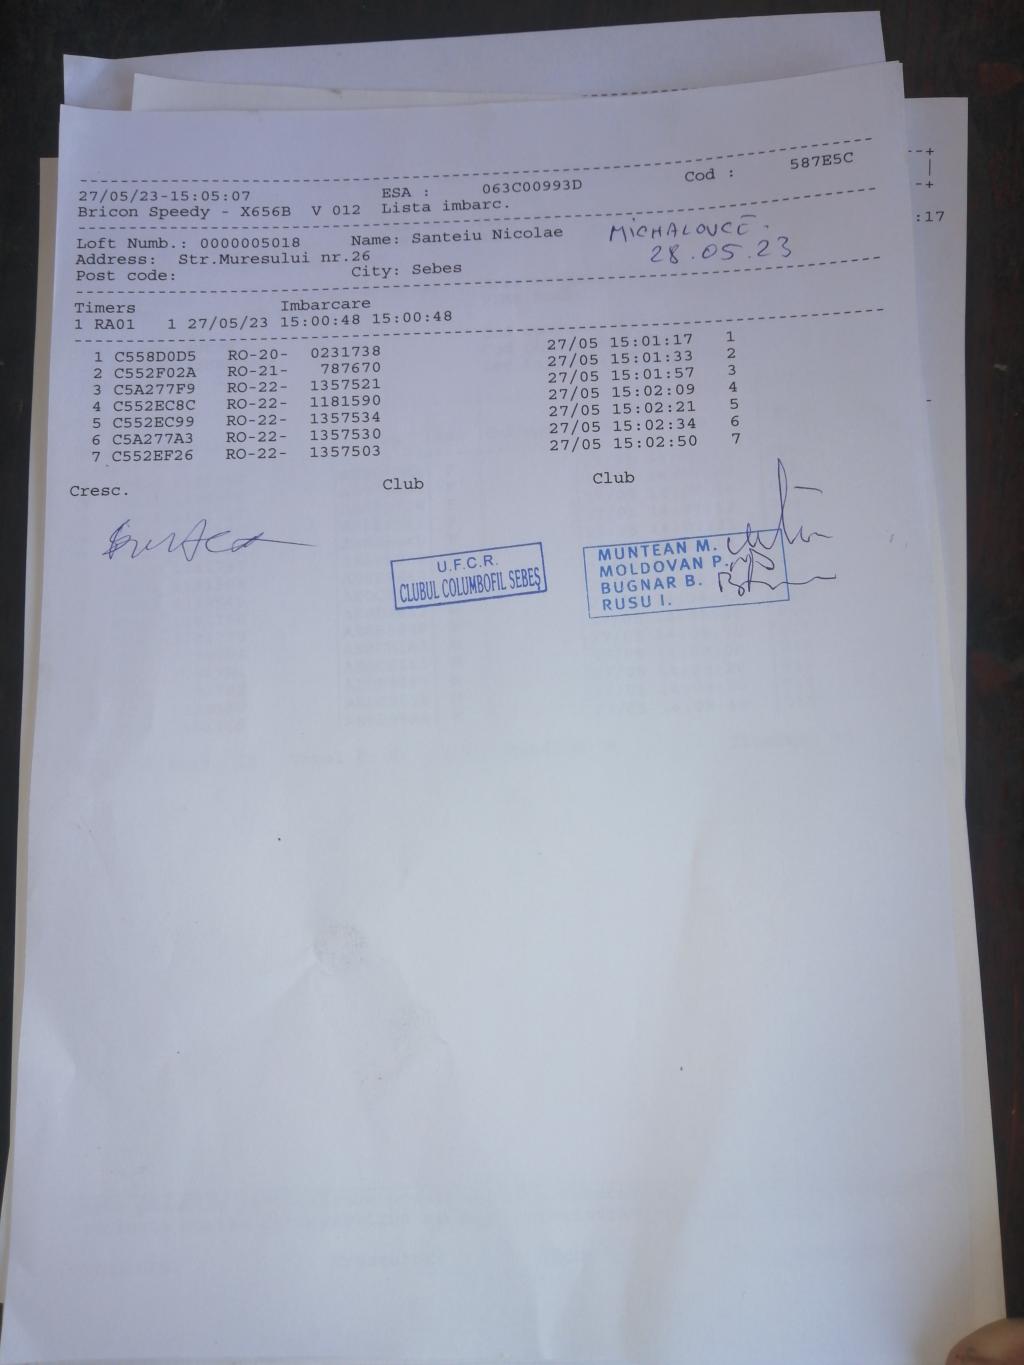 27/05/23-15:05:07 ESA : 063C00993D Cod : 587E5C
Bricon Speedy - X656B V 012 Lista imbarc.
Loft Numb.: 0000005018 Name: Santeiu Nicolae
Address: Str.Muresului nr.26
Post code: City: Sebes
MICHALOVCE.
28.05.23
Timers Imbarcare
1 RA01 1 27/05/23 15:00:48 15:00:48
1 C558D0D5 RO-20- 0231738 27/05 15:01:17 1
2 C552F02A RO-21- 787670 27/05 15:01:33 2
3 C5A277F9 RO-22- 1357521 27/05 15:01:57 3
4 C552EC8C RO-22- 1181590 27/05 15:02:09 4
5 C552EC99 RO-22- 1357534 27/05 15:02:21 5
6 C5A277A3 RO-22- 1357530 27/05 15:02:34 6
7 C552EF26 RO-22- 1357503 27/05 15:02:50 7
Cresc. Club Club
U.F.C.R.
CLUBUL COLUMBOFIL SEBEȘ
MUNTEAN M.
MOLDOVAN P.
BUGNAR B.
RUSU I.
:17